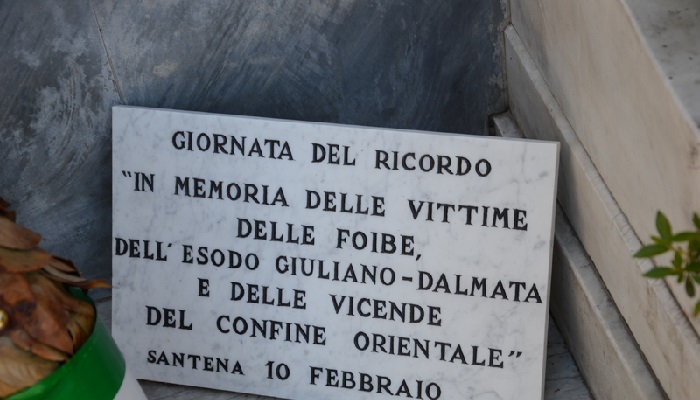 GIORNATA DEL RICORDO
"IN MEMORIA DELLE VITTIME
DELLE FOIBE,
DELL' ESODO GIULIANO-DALMATA
E DELLE VICENDE
DEL CONFINE ORIENTALE"
SANTENA 10 FEBBRAIO